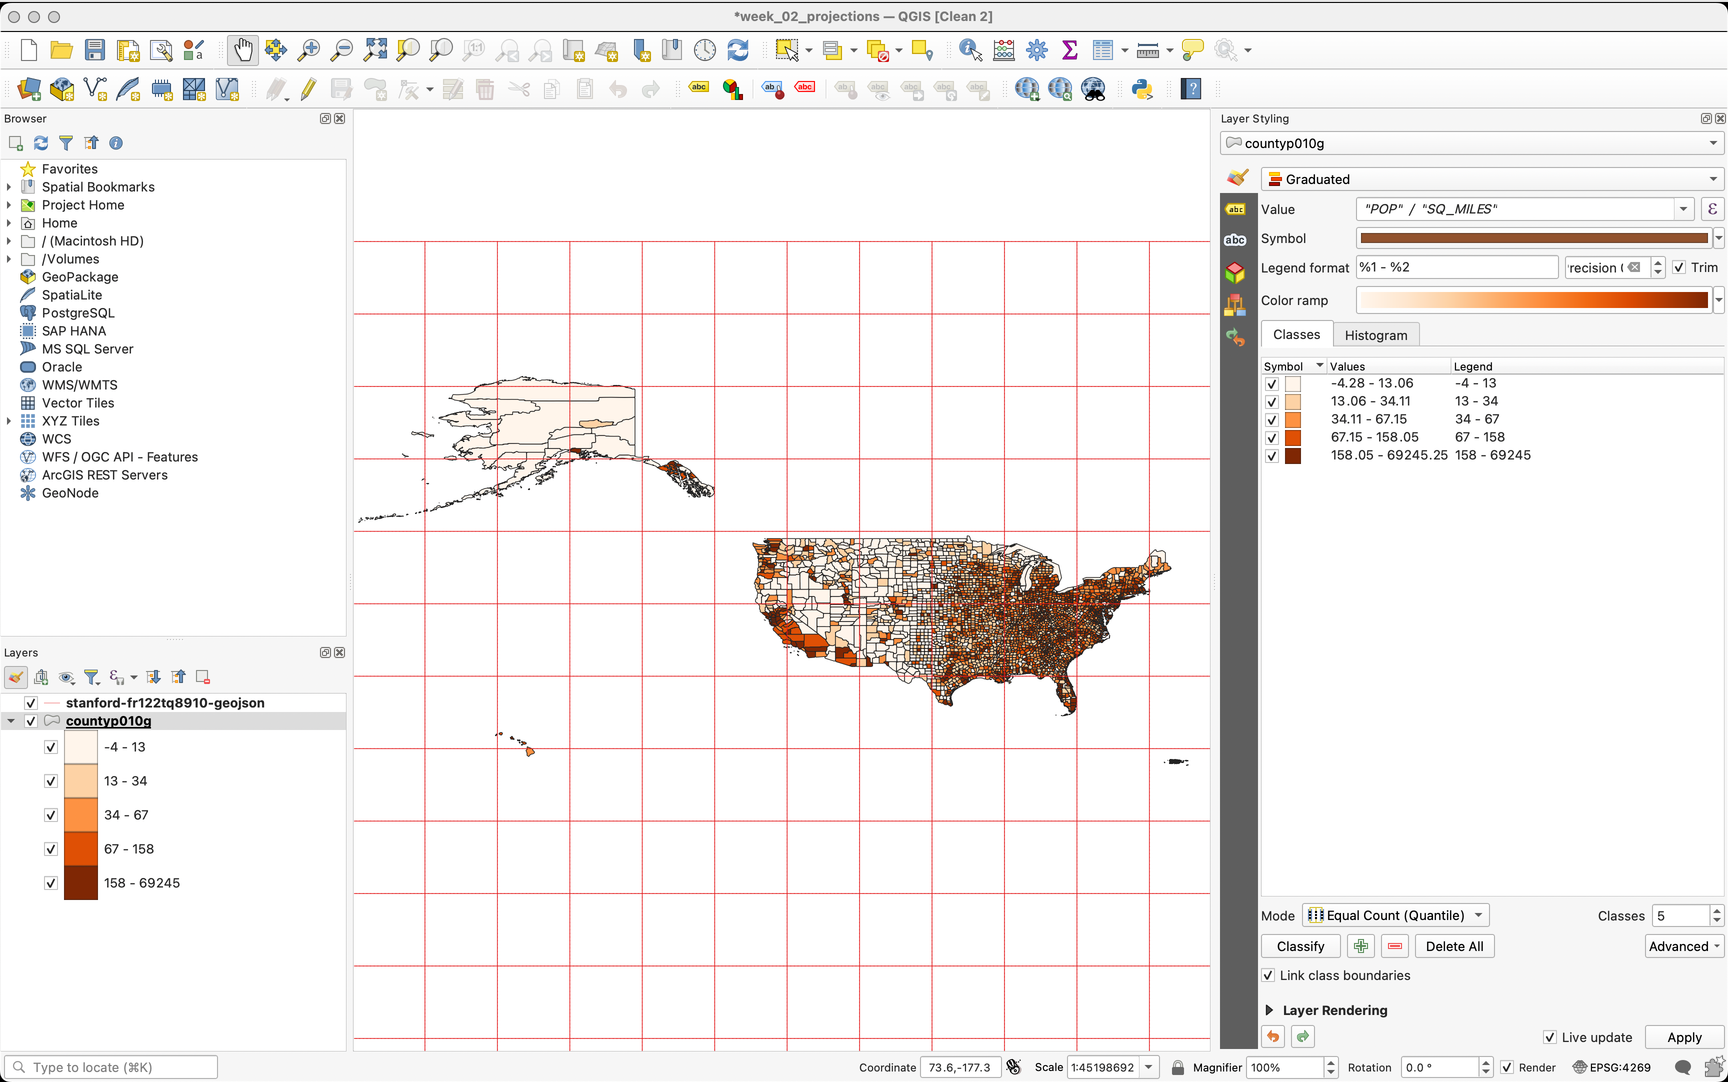 *week_02_projections — QGIS [Clean 2]
Browser
Favorites
Spatial Bookmarks
Project Home
Home
/ (Macintosh HD)
/Volumes
GeoPackage
SpatiaLite
PostgreSQL
SAP HANA
MS SQL Server
Oracle
WMS/WMTS
Vector Tiles
XYZ Tiles
WCS
WFS / OGC API - Features
ArcGIS REST Servers
GeoNode
Layers
stanford-fr122tq8910-geojson
countyp010g
-4 - 13
13 - 34
34 - 67
67 - 158
158 - 69245
Layer Styling
countyp010g
Graduated
Value "POP" / "SQ_MILES" ε
Symbol
Legend format %1 - %2 recision ( Trim
Color ramp
Classes Histogram
Symbol Values Legend
-4.28 - 13.06 -4 - 13
13.06 - 34.11 13 - 34
34.11 - 67.15 34 - 67
67.15 - 158.05 67 - 158
158.05 - 69245.25 158 - 69245
Mode Equal Count (Quantile) Classes 5
Classify Delete All Advanced
Link class boundaries
Layer Rendering
Live update Apply
Type to locate (⌘K) Coordinate 73.6,-177.3 Scale 1:45198692 Magnifier 100% Rotation 0.0 ° Render EPSG:4269